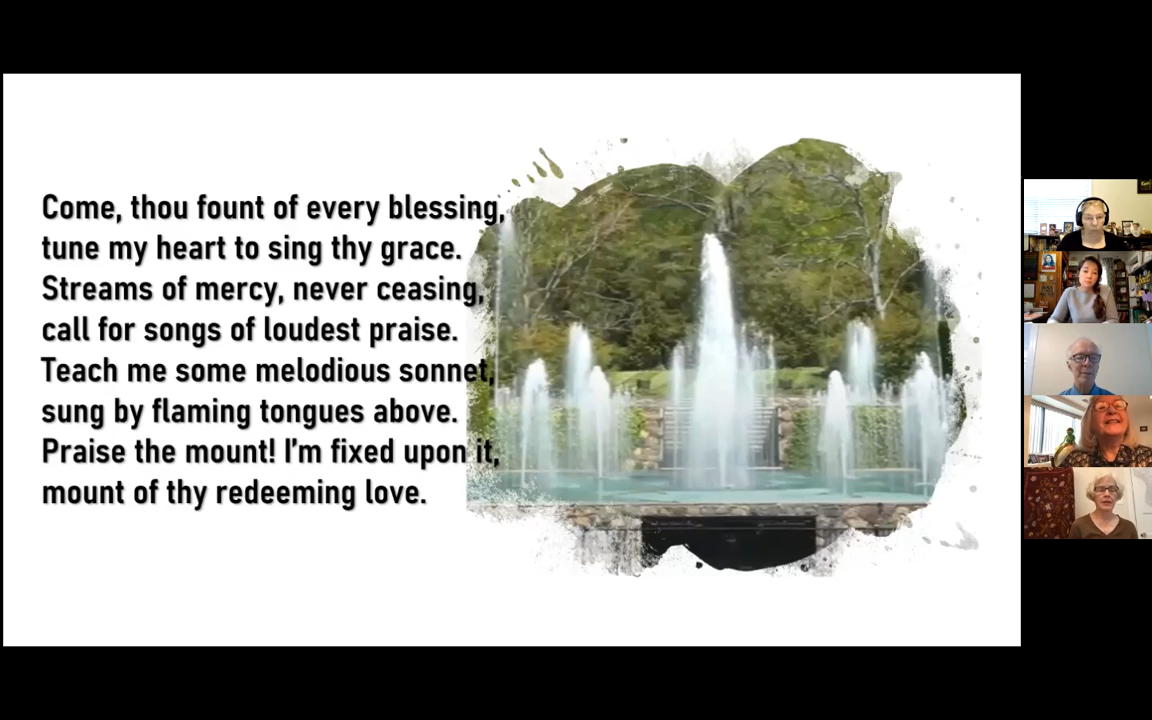 Come, thou fount of every blessing,
tune my heart to sing thy grace.
Streams of mercy, never ceasing,
call for songs of loudest praise.
Teach me some melodious sonnet,
sung by flaming tongues above.
Praise the mount! I'm fixed upon it,
mount of thy redeeming love.